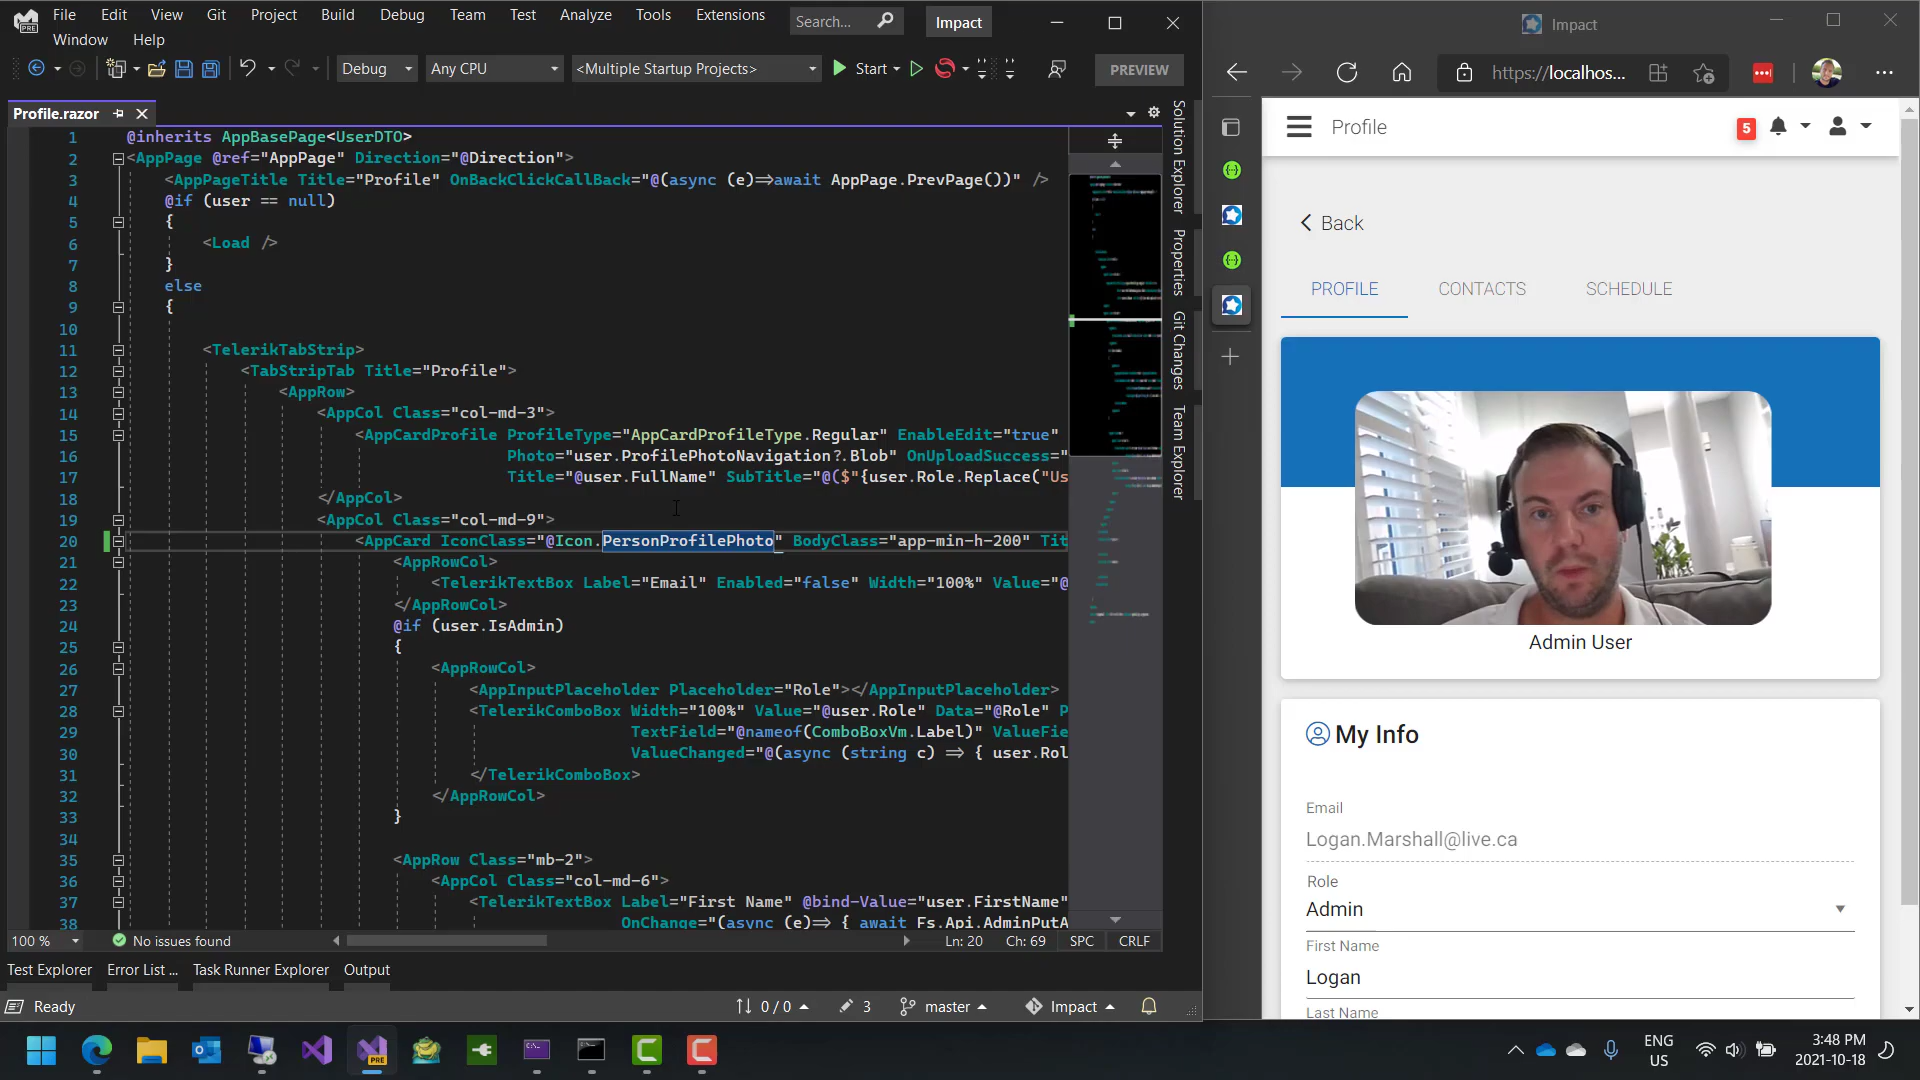 File Edit View Git Project Build Debug Team Test Analyze Tools Extensions Search... Impact
Window Help
PRE
Debug Any CPU <Multiple Startup Projects> Start PREVIEW
Profile.razor
1 @inherits AppBasePage<UserDTO>
2 <AppPage @ref="AppPage" Direction="@Direction">
3 <AppPageTitle Title="Profile" OnBackClickCallBack="@(async (e)=>await AppPage.PrevPage())" />
4 @if (user == null)
5 {
6 <Load />
7 }
8 else
9 {
10
11 <TelerikTabStrip>
12 <TabStripTab Title="Profile">
13 <AppRow>
14 <AppCol Class="col-md-3">
15 <AppCardProfile ProfileType="AppCardProfileType.Regular" EnableEdit="true"
16 Photo="user.ProfilePhotoNavigation?.Blob" OnUploadSuccess="
17 Title="@user.FullName" SubTitle="@($"{user.Role.Replace("Us
18 </AppCol>
19 <AppCol Class="col-md-9">
20 <AppCard IconClass="@Icon.PersonProfilePhoto" BodyClass="app-min-h-200" Tit
21 <AppRowCol>
22 <TelerikTextBox Label="Email" Enabled="false" Width="100%" Value="@
23 </AppRowCol>
24 @if (user.IsAdmin)
25 {
26 <AppRowCol>
27 <AppInputPlaceholder Placeholder="Role"></AppInputPlaceholder>
28 <TelerikComboBox Width="100%" Value="@user.Role" Data="@Role" P
29 TextField="@nameof(ComboBoxVm.Label)" ValueFie
30 ValueChanged="@(async (string c) => { user.Rol
31 </TelerikComboBox>
32 </AppRowCol>
33 }
34
35 <AppRow Class="mb-2">
36 <AppCol Class="col-md-6">
37 <TelerikTextBox Label="First Name" @bind-Value="user.FirstName"
38 OnChange="(async (e)=> { await Fs.Api.AdminPutA
Solution Explorer
Properties
Git Changes
Team Explorer
100 % No issues found Ln: 20 Ch: 69 SPC CRLF
Test Explorer Error List ... Task Runner Explorer Output
Ready 0 / 0 3 master Impact
Impact
https://localhos...
Profile 5
Back
PROFILE CONTACTS SCHEDULE
Admin User
My Info
Email
Logan.Marshall@live.ca
Role
Admin
First Name
Logan
Last Name
PRE
ENG
US
3:48 PM
2021-10-18